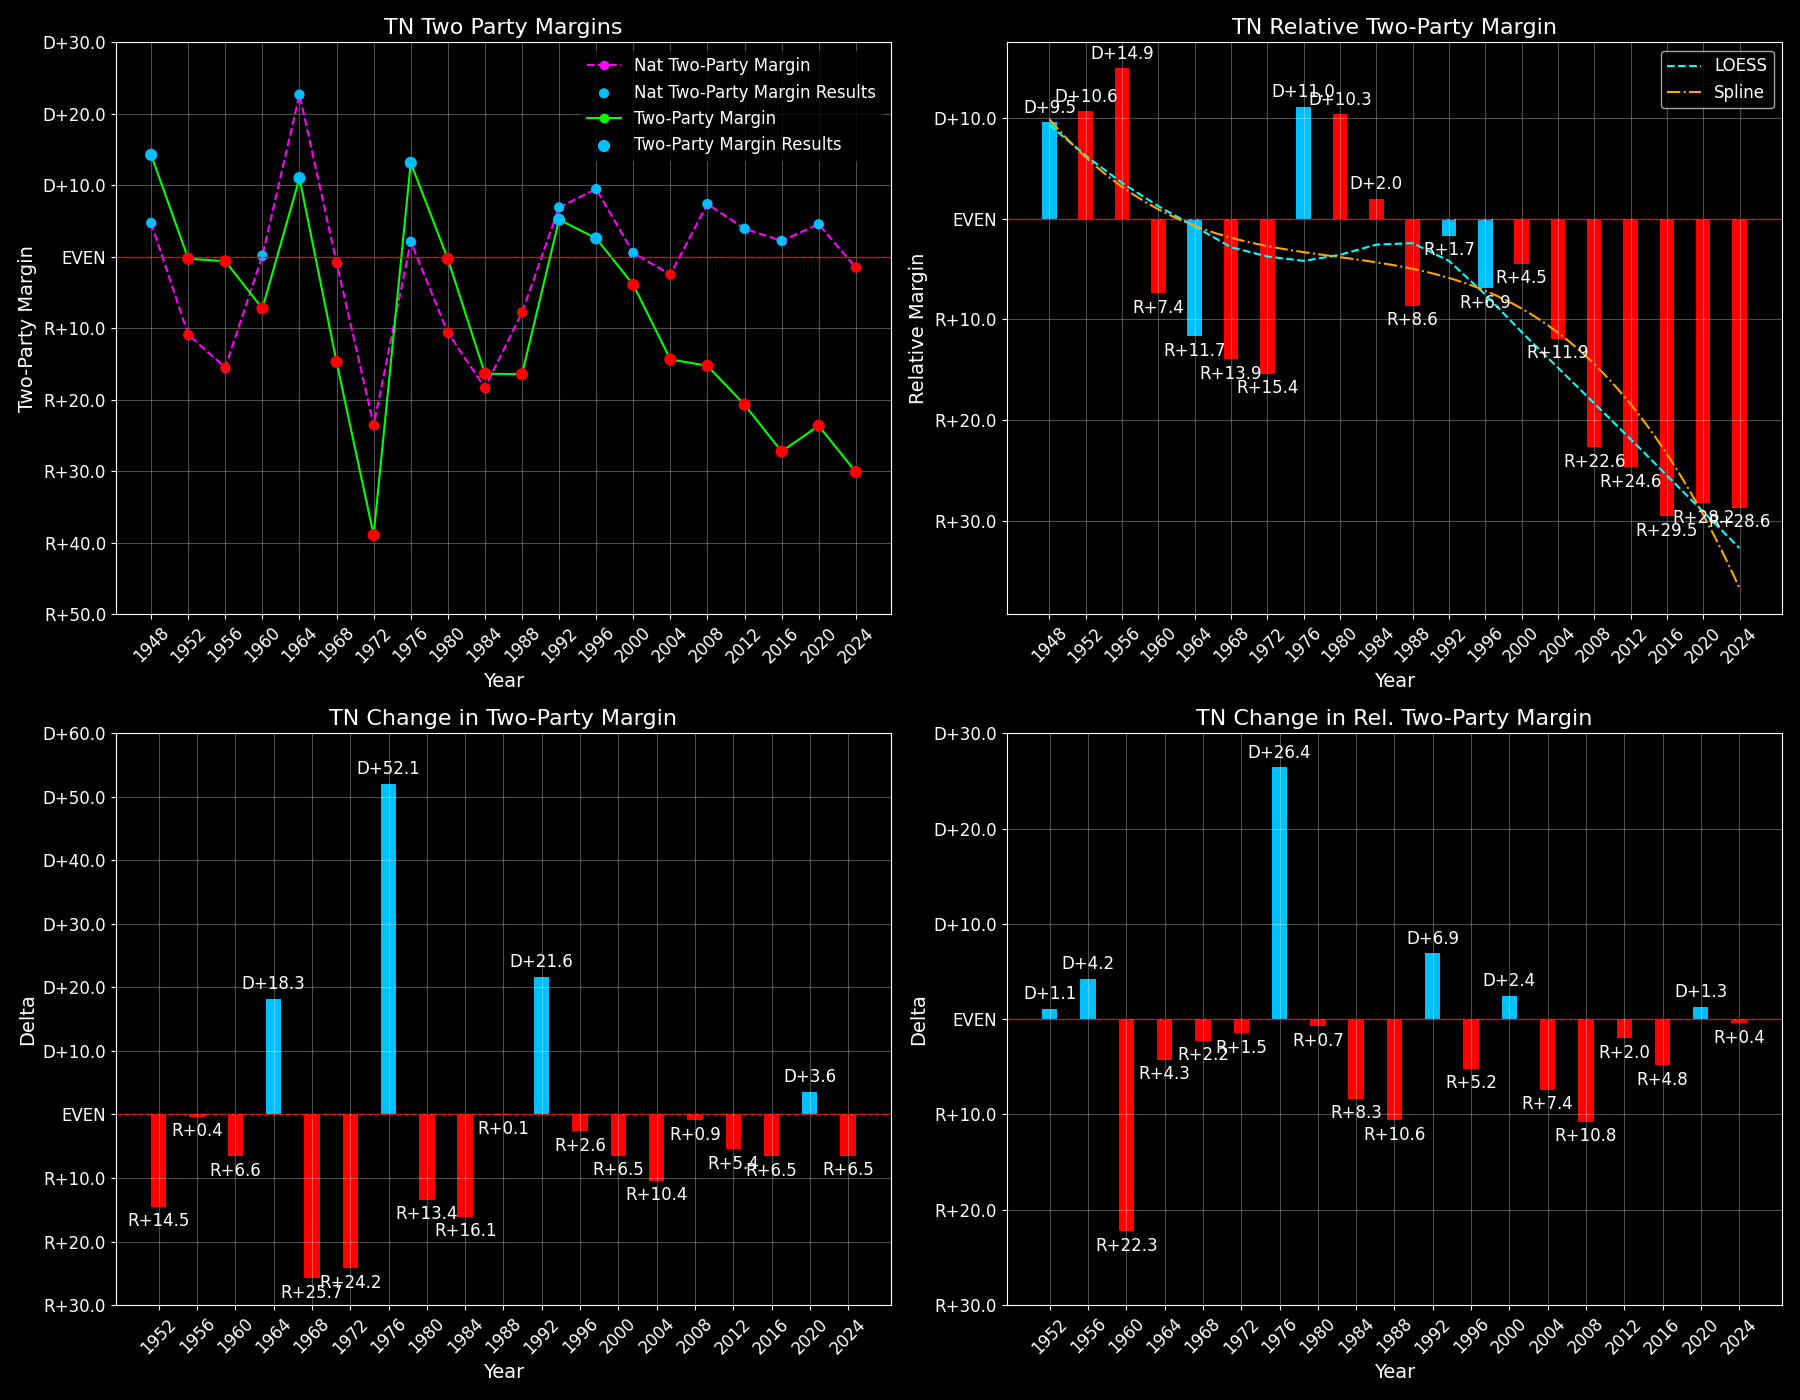 TN Two Party Margins
D+30.0
D+20.0
D+10.0
EVEN
R+10.0
R+20.0
R+30.0
R+40.0
R+50.0
Two-Party Margin
Nat Two-Party Margin
Nat Two-Party Margin Results
Two-Party Margin
Two-Party Margin Results
1948 1952 1956 1960 1964 1968 1972 1976 1980 1984 1988 1992 1996 2000 2004 2008 2012 2016 2020 2024
Year
TN Relative Two-Party Margin
D+10.0
EVEN
R+10.0
R+20.0
R+30.0
Relative Margin
LOESS
Spline
D+9.5
D+10.6
D+14.9
R+7.4
R+11.7
R+13.9
R+15.4
D+11.0
D+10.3
D+2.0
R+8.6
R+1.7
R+6.9
R+4.5
R+11.9
R+22.6
R+24.6
R+29.5
R+28.2
R+28.6
1948 1952 1956 1960 1964 1968 1972 1976 1980 1984 1988 1992 1996 2000 2004 2008 2012 2016 2020 2024
Year
TN Change in Two-Party Margin
D+60.0
D+50.0
D+40.0
D+30.0
D+20.0
D+10.0
EVEN
R+10.0
R+20.0
R+30.0
Delta
R+14.5
R+0.4
R+6.6
D+18.3
R+25.7
R+24.2
D+52.1
R+13.4
R+16.1
R+0.1
D+21.6
R+2.6
R+6.5
R+10.4
R+0.9
R+5.4
R+6.5
D+3.6
R+6.5
1952 1956 1960 1964 1968 1972 1976 1980 1984 1988 1992 1996 2000 2004 2008 2012 2016 2020 2024
Year
TN Change in Rel. Two-Party Margin
D+30.0
D+20.0
D+10.0
EVEN
R+10.0
R+20.0
R+30.0
Delta
D+1.1
D+4.2
R+22.3
R+4.3
R+2.2
R+1.5
D+26.4
R+0.7
R+8.3
R+10.6
D+6.9
R+5.2
D+2.4
R+7.4
R+10.8
R+2.0
R+4.8
D+1.3
R+0.4
1952 1956 1960 1964 1968 1972 1976 1980 1984 1988 1992 1996 2000 2004 2008 2012 2016 2020 2024
Year